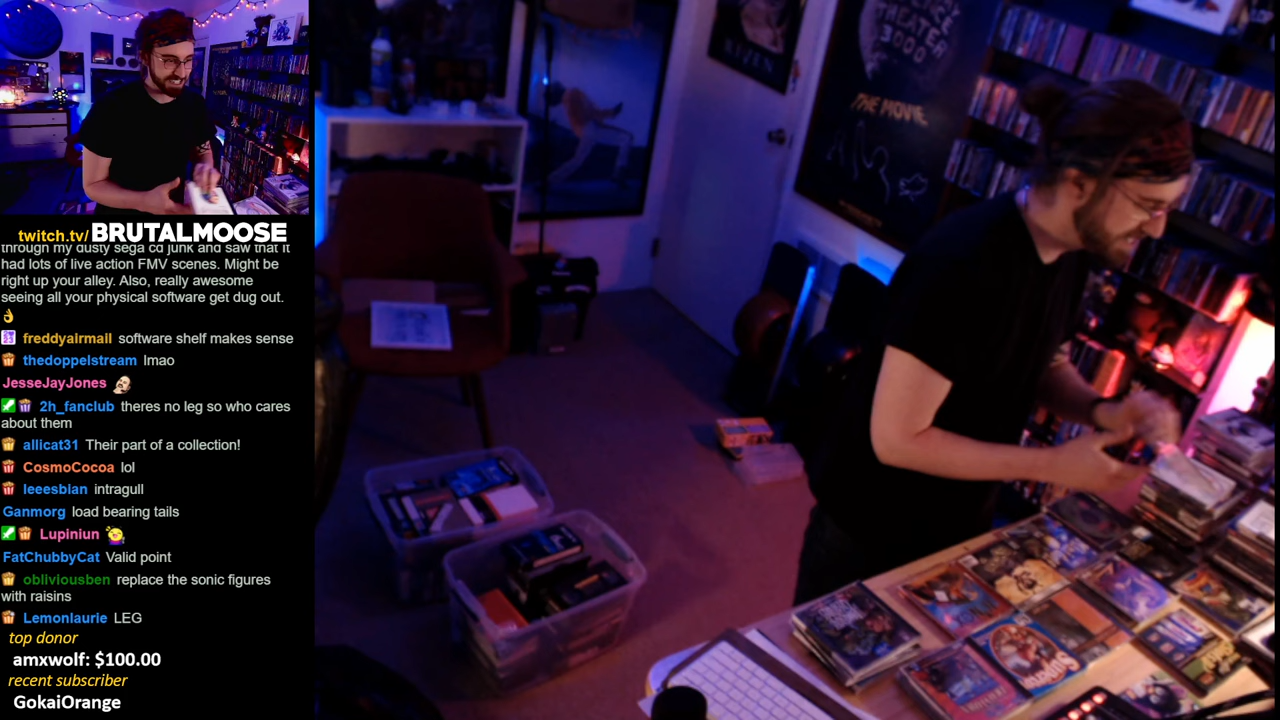 THEATER
3000
THE MOVIE
twitch.tv/BRUTALMOOSE
through my dusty sega cd junk and saw that it
had lots of live action FMV scenes. Might be
right up your alley. Also, really awesome
seeing all your physical software get dug out.
👌
freddyairmail software shelf makes sense
thedoppelstream lmao
JesseJayJones
2h_fanclub theres no leg so who cares
about them
allicat31 Their part of a collection!
CosmoCocoa lol
leeesbian intragull
Ganmorg load bearing tails
Lupiniun
FatChubbyCat Valid point
obliviousben replace the sonic figures
with raisins
Lemonlaurie LEG
top donor
amxwolf: $100.00
recent subscriber
GokaiOrange